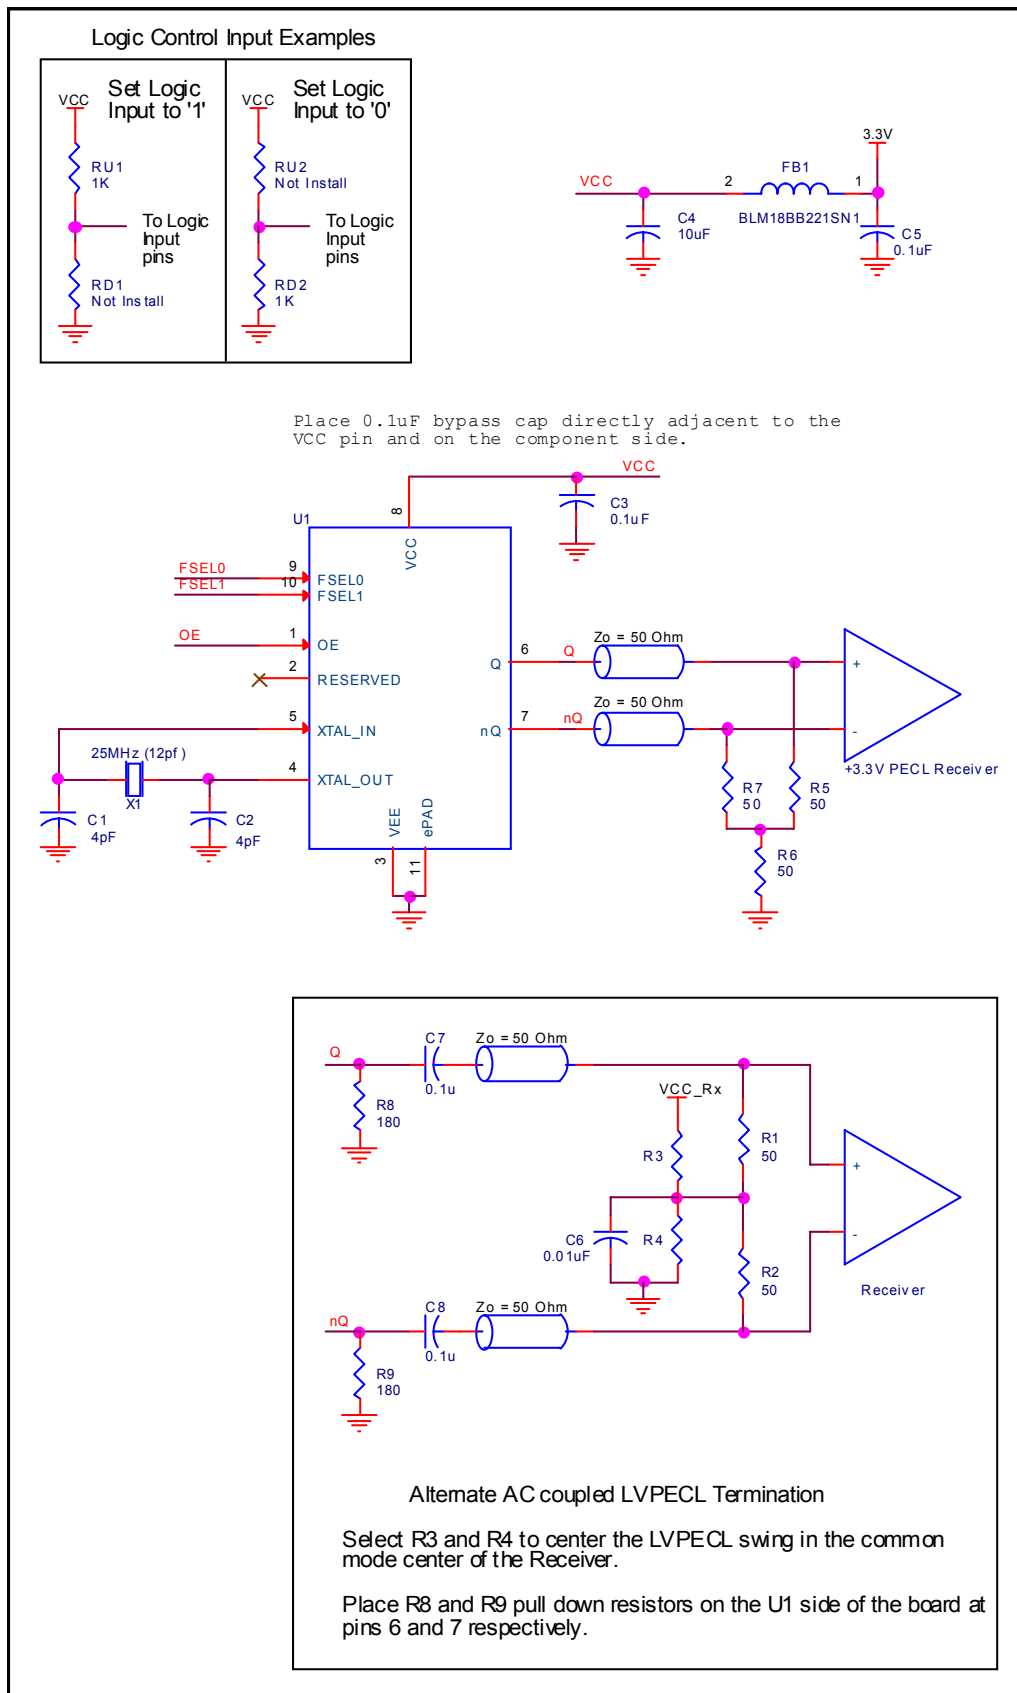 Logic Control Input Examples
Set Logic
Input to '1'
VCC
RU1
1K
To Logic
Input
pins
RD1
Not Install
Set Logic
Input to '0'
VCC
RU2
Not Install
To Logic
Input
pins
RD2
1K
3.3V
VCC
2
FB1
1
BLM18BB221SN1
C4
10uF
C5
0.1uF
Place 0.1uF bypass cap directly adjacent to the
VCC pin and on the component side.
VCC
C3
0.1uF
U1
8
VCC
FSEL0
9
FSEL0
FSEL1
10
FSEL1
OE
1
OE
2
RESERVED
5
XTAL_IN
4
XTAL_OUT
25MHz (12pf)
X1
C1
4pF
C2
4pF
VEE
ePAD
3
11
Q
6
Q
Zo = 50 Ohm
nQ
7
nQ
Zo = 50 Ohm
+
-
+3.3V PECL Receiver
R7
50
R5
50
R6
50
Q
C7
0.1u
Zo = 50 Ohm
R8
180
VCC_Rx
R3
R1
50
C6
0.01uF
R4
R2
50
+
-
Receiver
nQ
C8
0.1u
Zo = 50 Ohm
R9
180
Alternate AC coupled LVPECL Termination
Select R3 and R4 to center the LVPECL swing in the common
mode center of the Receiver.
Place R8 and R9 pull down resistors on the U1 side of the board at
pins 6 and 7 respectively.